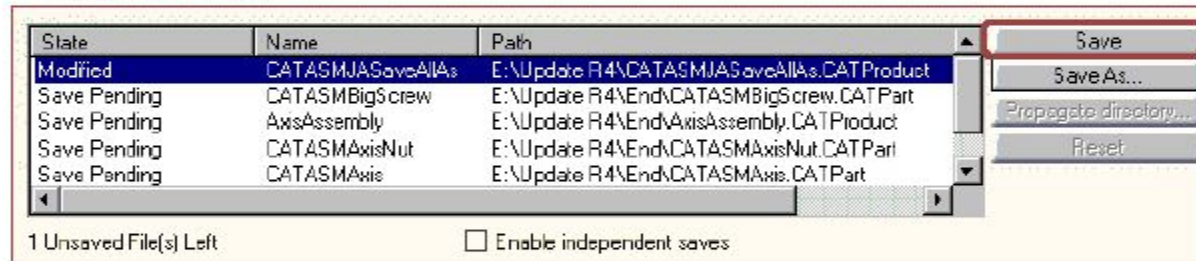 State Name Path Save
Modified CATASMJASaveAllAs E:\Update R4\CATASMJASaveAllAs.CATProduct Save As...
Save Pending CATASMBigScrew E:\Update R4\End\CATASMBigScrew.CATPart
Save Pending AxisAssembly E:\Update R4\End\AxisAssembly.CATProduct Propagate directory...
Save Pending CATASMAxisNut E:\Update R4\End\CATASMAxisNut.CATPart Reset
Save Pending CATASMAxis E:\Update R4\End\CATASMAxis.CATPart
1 Unsaved File(s) Left Enable independent saves